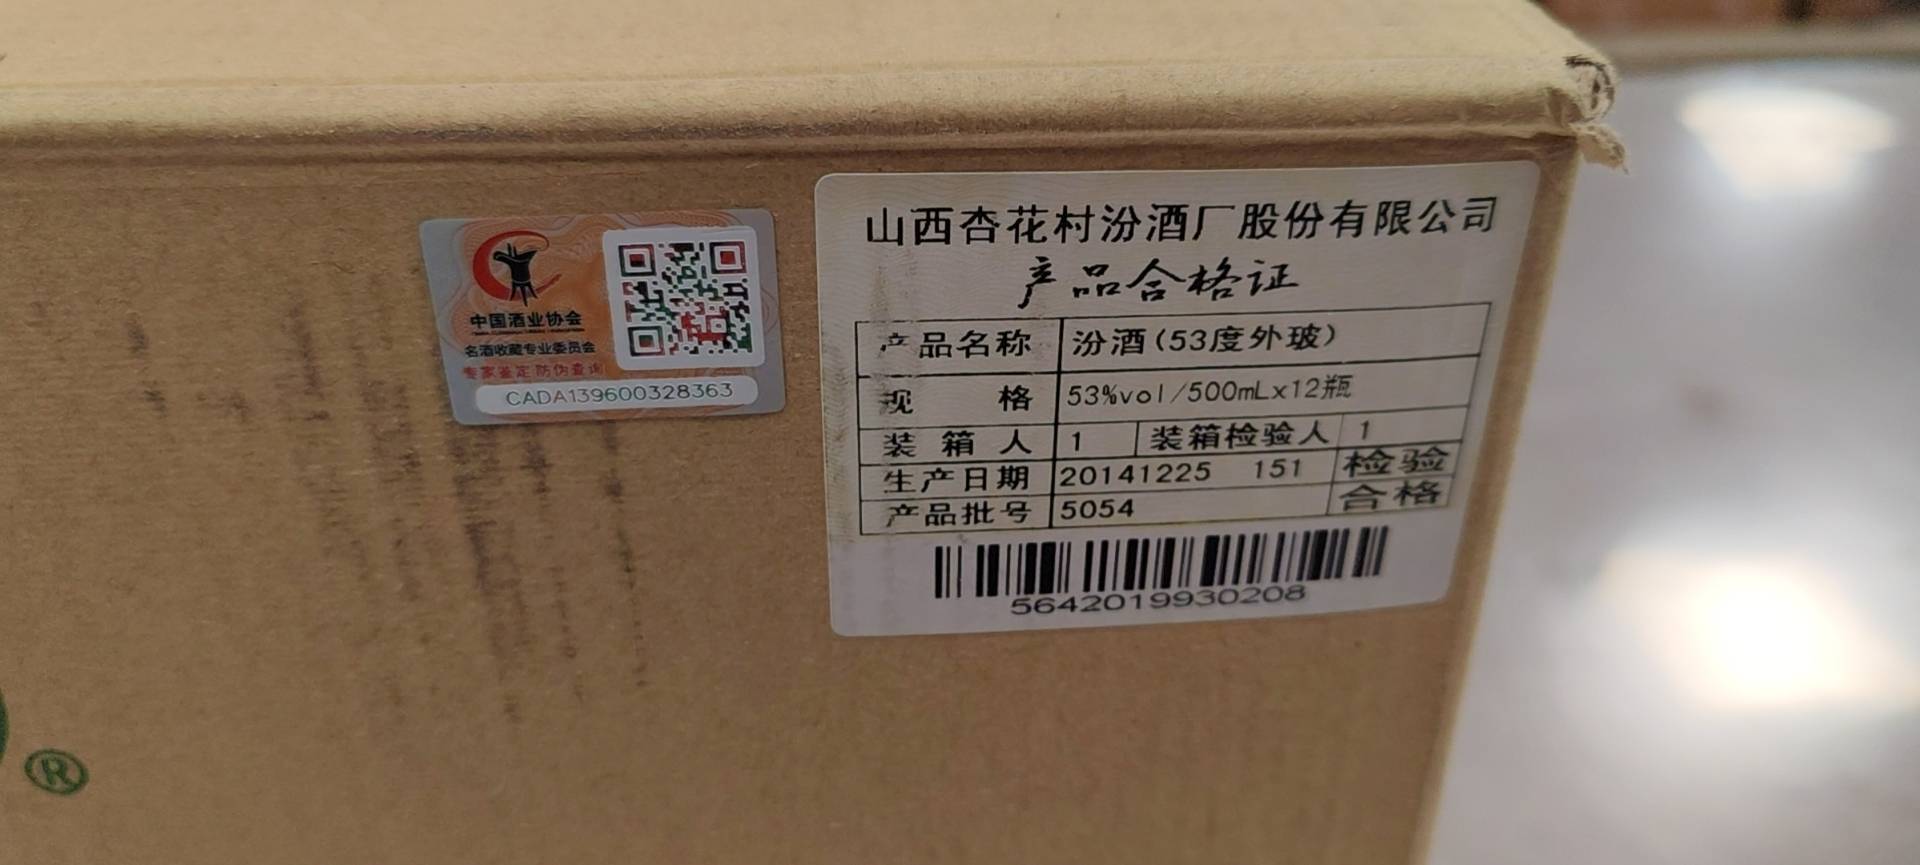 中国酒业协会
名酒收藏专业委员会
专家鉴定 防伪查询
CADA139600328363
山西杏花村汾酒厂股份有限公司
产品合格证
产品名称 汾酒(53度外玻)
规 格 53%vol/500mLx12瓶
装箱人 1 装箱检验人 1
生产日期 20141225 151 检验
产品批号 5054 合格
5642019930208
®